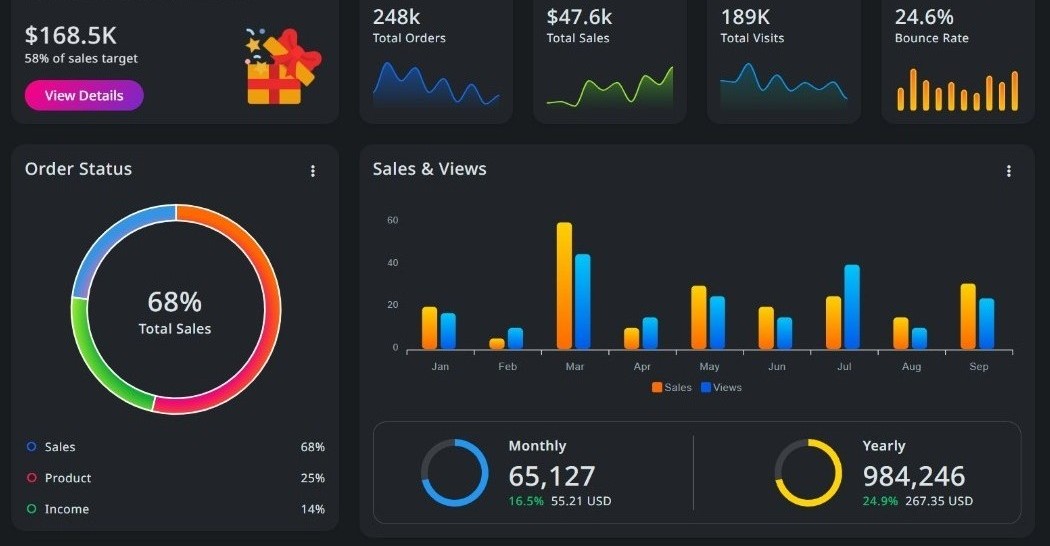 $168.5K
58% of sales target
View Details
248k
Total Orders
$47.6k
Total Sales
189K
Total Visits
24.6%
Bounce Rate
Order Status
68%
Total Sales
Sales 68%
Product 25%
Income 14%
Sales & Views
60
40
20
0
Jan Feb Mar Apr May Jun Jul Aug Sep
Sales Views
Monthly
65,127
16.5% 55.21 USD
Yearly
984,246
24.9% 267.35 USD